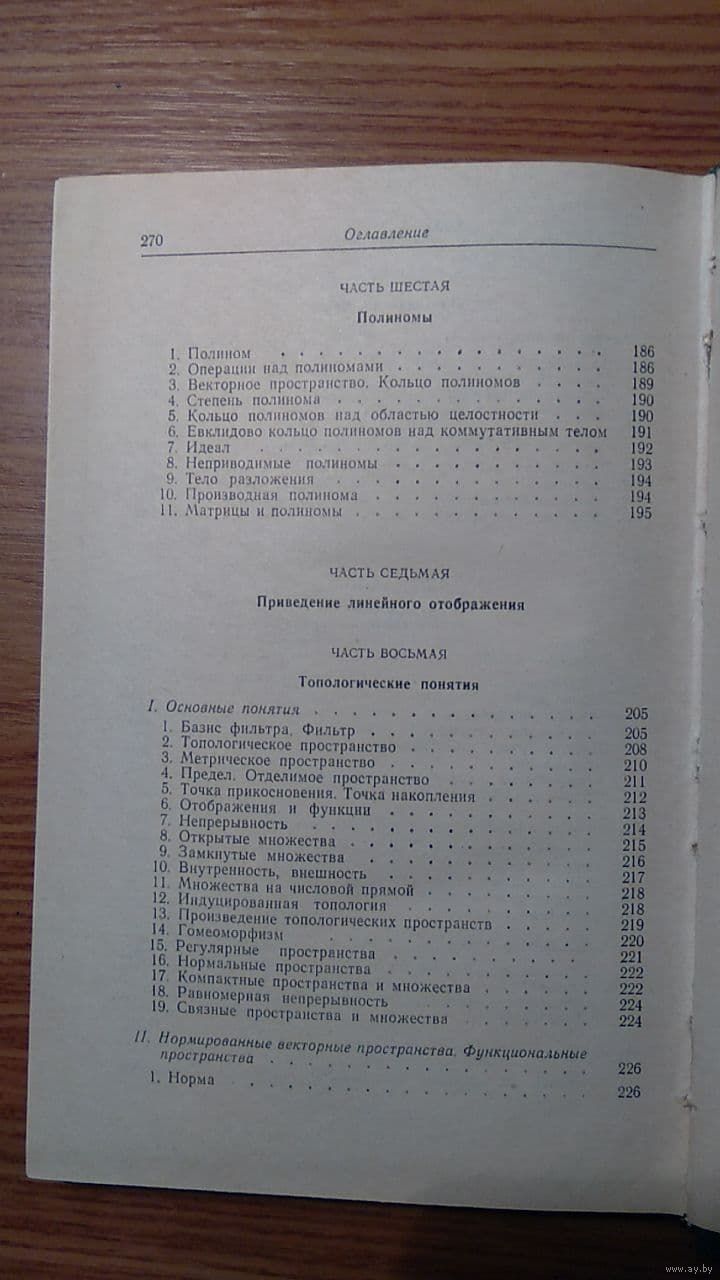 270
Оглавление
ЧАСТЬ ШЕСТАЯ
Полиномы
1. Полином . . . . . . . . . . . . . . . . . . 186
2. Операции над полиномами . . . . . . . . . . . 186
3. Векторное пространство. Кольцо полиномов . . . . 189
4. Степень полинома . . . . . . . . . . . . . . 190
5. Кольцо полиномов над областью целостности . . . 190
6. Евклидово кольцо полиномов над коммутативным телом 191
7. Идеал . . . . . . . . . . . . . . . . . . 192
8. Неприводимые полиномы . . . . . . . . . . . 193
9. Тело разложения . . . . . . . . . . . . . . 194
10. Производная полинома . . . . . . . . . . . . 194
11. Матрицы и полиномы . . . . . . . . . . . . . 195
ЧАСТЬ СЕДЬМАЯ
Приведение линейного отображения
ЧАСТЬ ВОСЬМАЯ
Топологические понятия
I. Основные понятия . . . . . . . . . . . . . . . 205
1. Базис фильтра. Фильтр . . . . . . . . . . . . 205
2. Топологическое пространство . . . . . . . . . . 208
3. Метрическое пространство . . . . . . . . . . . 210
4. Предел. Отделимое пространство . . . . . . . . 211
5. Точка прикосновения. Точка накопления . . . . . . 212
6. Отображения и функции . . . . . . . . . . . 213
7. Непрерывность . . . . . . . . . . . . . . . 214
8. Открытые множества . . . . . . . . . . . . . 215
9. Замкнутые множества . . . . . . . . . . . . 216
10. Внутренность, внешность . . . . . . . . . . . 217
11. Множества на числовой прямой . . . . . . . . . 218
12. Индуцированная топология . . . . . . . . . . 218
13. Произведение топологических пространств . . . . . 219
14. Гомеоморфизм . . . . . . . . . . . . . . 220
15. Регулярные пространства . . . . . . . . . . . 221
16. Нормальные пространства . . . . . . . . . . . 222
17. Компактные пространства и множества . . . . . . 222
18. Равномерная непрерывность . . . . . . . . . 224
19. Связные пространства и множества . . . . . . . 224
II. Нормированные векторные пространства. Функциональные
пространства . . . . . . . . . . . . . . . . . 226
1. Норма . . . . . . . . . . . . . . . . . . 226
www.ay.by